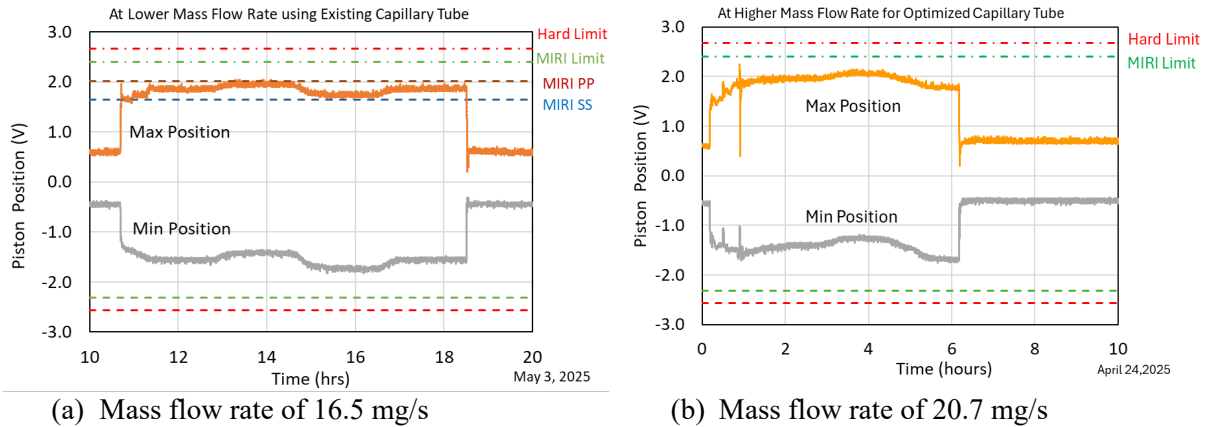 At Lower Mass Flow Rate using Existing Capillary Tube
3.0
2.0
1.0
0.0
-1.0
-2.0
-3.0
Piston Position (V)
Hard Limit
MIRI Limit
MIRI PP
MIRI SS
Max Position
Min Position
10
12
14
16
18
20
Time (hrs)
May 3, 2025
(a) Mass flow rate of 16.5 mg/s
At Higher Mass Flow Rate for Optimized Capillary Tube
3.0
2.0
1.0
0.0
-1.0
-2.0
-3.0
Piston Position (V)
Hard Limit
MIRI Limit
Max Position
Min Position
0
2
4
6
8
10
Time (hours)
April 24,2025
(b) Mass flow rate of 20.7 mg/s